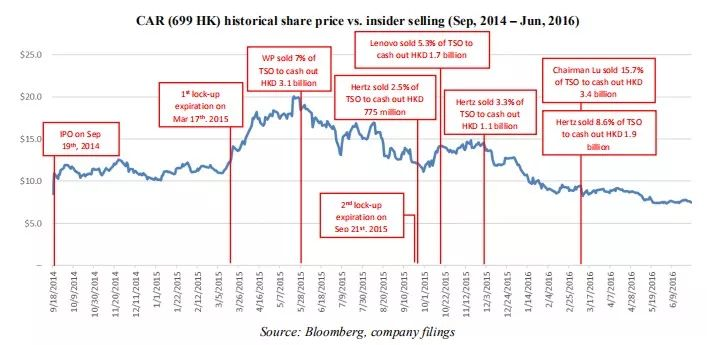 CAR (699 HK) historical share price vs. insider selling (Sep, 2014 – Jun, 2016)
$25.0
$20.0
$15.0
$10.0
$5.0
–
IPO on Sep
19th, 2014
1st lock-up
expiration on
Mar 17th. 2015
WP sold 7% of
TSO to cash out
HKD 3.1 billion
Hertz sold 2.5% of
TSO to cash out HKD
775 million
2nd lock-up
expiration on
Sep 21st. 2015
Lenovo sold 5.3% of TSO to
cash out HKD 1.7 billion
Hertz sold 3.3% of
TSO to cash out
HKD 1.1 billion
Chairman Lu sold 15.7%
of TSO to cash out HKD
3.4 billion
Hertz sold 8.6% of TSO
to cash out HKD 1.9
billion
9/18/2014
10/9/2014
10/30/2014
11/20/2014
12/11/2014
1/1/2015
1/22/2015
2/12/2015
3/5/2015
3/26/2015
4/16/2015
5/7/2015
5/28/2015
6/18/2015
7/9/2015
7/30/2015
8/20/2015
9/10/2015
10/1/2015
10/22/2015
11/12/2015
12/3/2015
12/24/2015
1/14/2016
2/4/2016
2/25/2016
3/17/2016
4/7/2016
4/28/2016
5/19/2016
6/9/2016
Source: Bloomberg, company filings